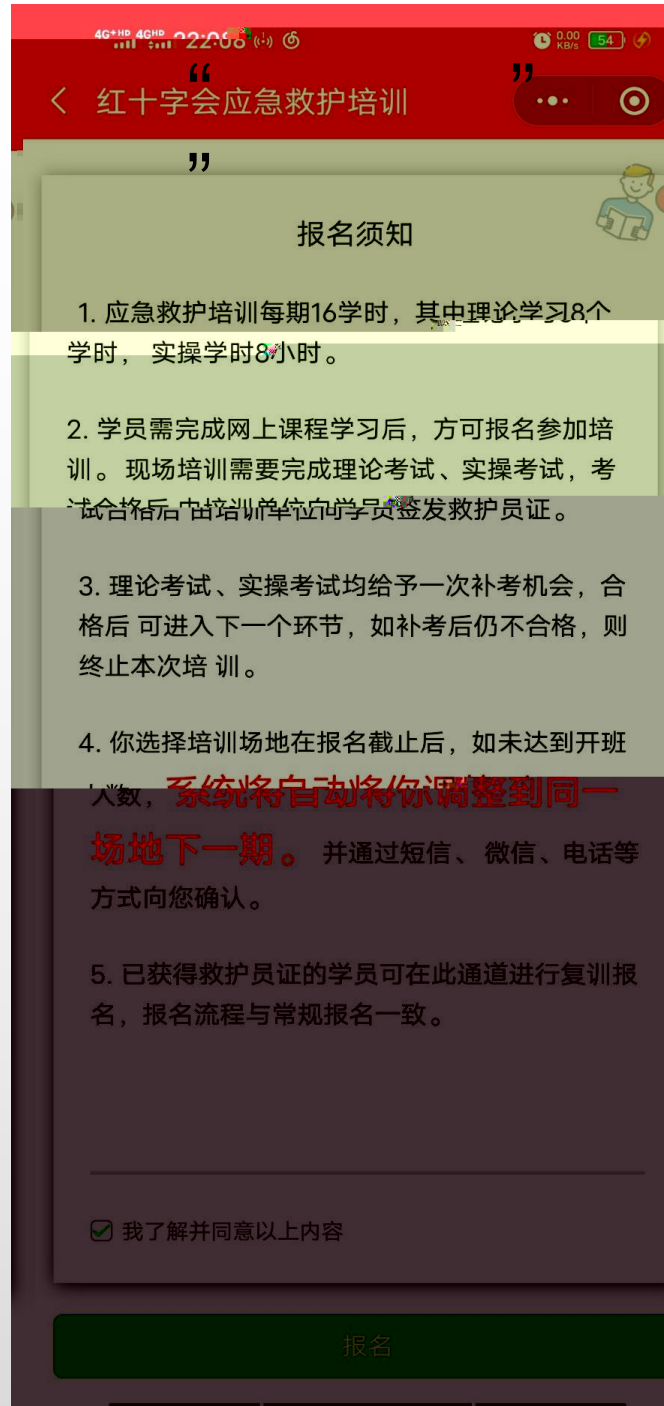 4G+HD 4GHD 22:08 0.00 KB/s 54
“ ”
红十字会应急救护培训
”
报名须知
1. 应急救护培训每期16学时，其中理论学习8个
学时， 实操学时8小时。
2. 学员需完成网上课程学习后，方可报名参加培
训。 现场培训需要完成理论考试、实操考试，考
试合格后由培训单位向学员签发救护员证。
3. 理论考试、实操考试均给予一次补考机会，合
格后 可进入下一个环节，如补考后仍不合格，则
终止本次培 训。
4. 你选择培训场地在报名截止后，如未达到开班
人数，系统将自动将你调整到同一
场地下一期。 并通过短信、 微信、电话等
方式向您确认。
5. 已获得救护员证的学员可在此通道进行复训报
名，报名流程与常规报名一致。
我了解并同意以上内容
报名